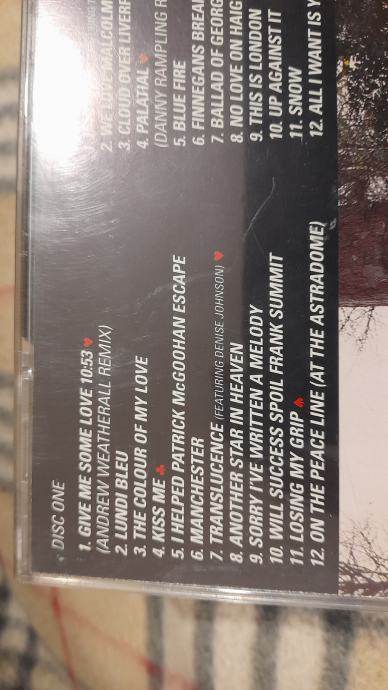 DISC ONE
1. GIVE ME SOME LOVE 10:53
(ANDREW WEATHERALL REMIX)
2. LUNDI BLEU
3. THE COLOUR OF MY LOVE
4. KISS ME
5. I HELPED PATRICK McGOOHAN ESCAPE
6. MANCHESTER
7. TRANSLUCENCE (FEATURING DENISE JOHNSON)
8. ANOTHER STAR IN HEAVEN
9. SORRY I'VE WRITTEN A MELODY
10. WILL SUCCESS SPOIL FRANK SUMMIT
11. LOSING MY GRIP
12. ON THE PEACE LINE (AT THE ASTRADOME)
2. WE LOVE MALCOLM
3. CLOUD OVER LIVERP
4. PALATIAL
(DANNY RAMPLING R
5. BLUE FIRE
6. FINNEGANS BREA
7. BALLAD OF GEORG
8. NO LOVE ON HAIG
9. THIS IS LONDON
10. UP AGAINST IT
11. SNOW
12. ALL I WANT IS Y